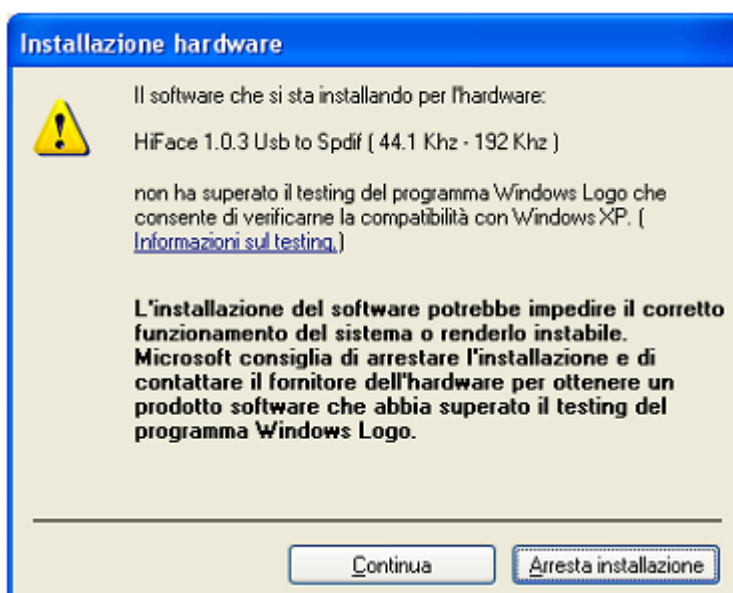 Installazione hardware
Il software che si sta installando per l'hardware:
HiFace 1.0.3 Usb to Spdif ( 44.1 Khz - 192 Khz )
non ha superato il testing del programma Windows Logo che
consente di verificarne la compatibilità con Windows XP. (
Informazioni sul testing.)
L'installazione del software potrebbe impedire il corretto
funzionamento del sistema o renderlo instabile.
Microsoft consiglia di arrestare l'installazione e di
contattare il fornitore dell'hardware per ottenere un
prodotto software che abbia superato il testing del
programma Windows Logo.
Continua
Arresta installazione